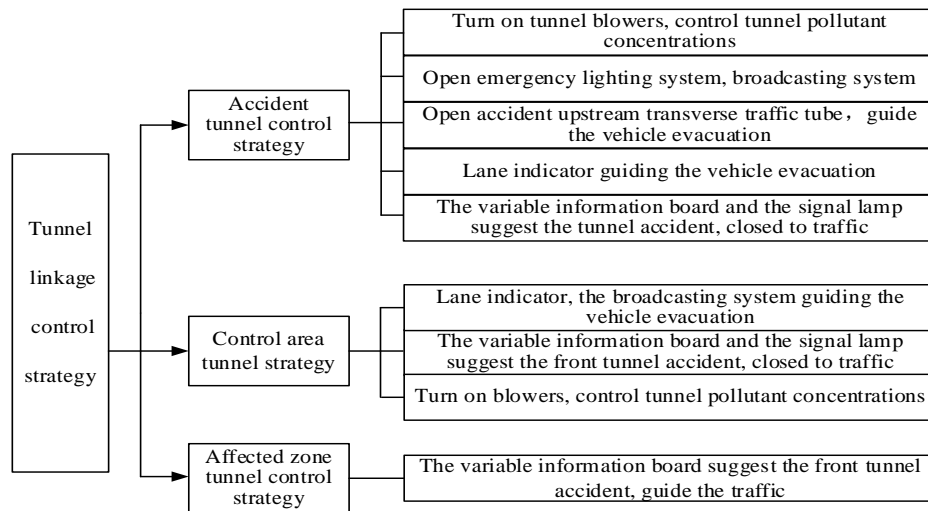 Tunnel
linkage
control
strategy
Accident
tunnel control
strategy
Turn on tunnel blowers, control tunnel pollutant
concentrations
Open emergency lighting system, broadcasting system
Open accident upstream transverse traffic tube，guide
the vehicle evacuation
Lane indicator guiding the vehicle evacuation
The variable information board and the signal lamp
suggest the tunnel accident, closed to traffic
Control area
tunnel strategy
Lane indicator, the broadcasting system guiding the
vehicle evacuation
The variable information board and the signal lamp
suggest the front tunnel accident, closed to traffic
Turn on blowers, control tunnel pollutant concentrations
Affected zone
tunnel control
strategy
The variable information board suggest the front tunnel
accident, guide the traffic